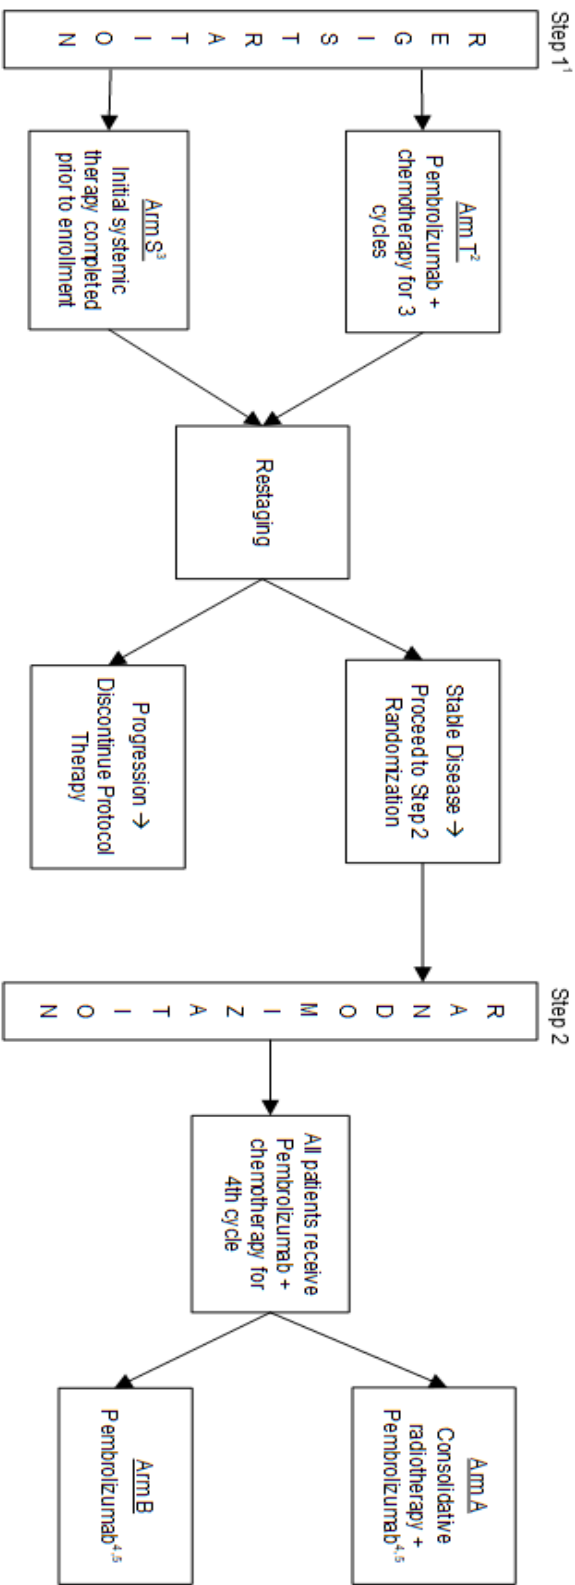 Step 1¹
R E G I S T R A T I O N
Arm T²
Pembrolizumab +
chemotherapy for 3
cycles
Arm S³
Initial systemic
therapy completed
prior to enrollment
Restaging
Stable Disease →
Proceed to Step 2
Randomization
Progression →
Discontinue Protocol
Therapy
Step 2
R A N D O M I Z A T I O N
All patients receive
Pembrolizumab +
chemotherapy for
4th cycle
Arm A
Consolidative
radiotherapy +
Pembrolizumab⁴,⁵
Arm B
Pembrolizumab⁴,⁵